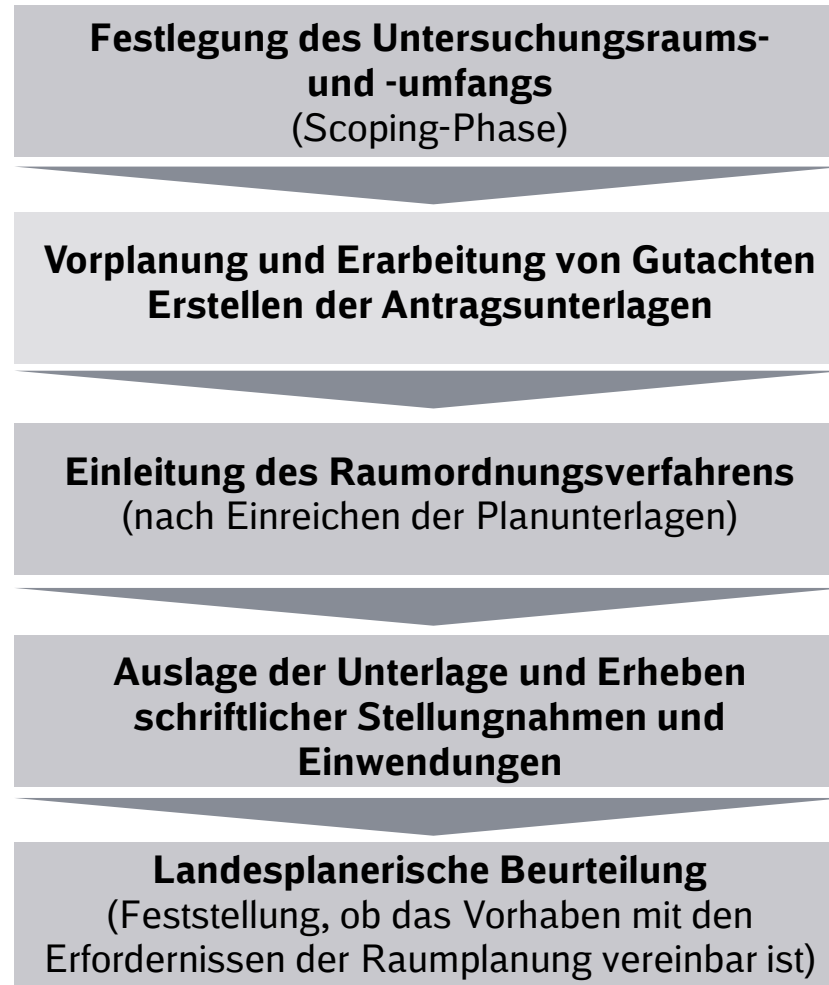 Festlegung des Untersuchungsraums-
und -umfangs
(Scoping-Phase)
Vorplanung und Erarbeitung von Gutachten
Erstellen der Antragsunterlagen
Einleitung des Raumordnungsverfahrens
(nach Einreichen der Planunterlagen)
Auslage der Unterlage und Erheben
schriftlicher Stellungnahmen und
Einwendungen
Landesplanerische Beurteilung
(Feststellung, ob das Vorhaben mit den
Erfordernissen der Raumplanung vereinbar ist)